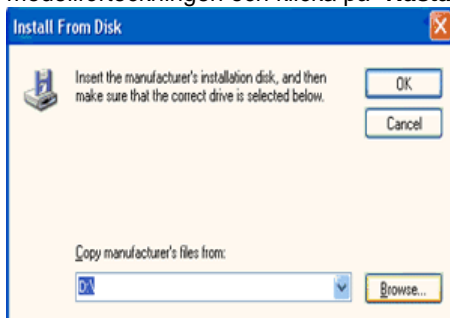 modellförteckningen och klicka på "Nästa
Install From Disk
Insert the manufacturer's installation disk, and then
make sure that the correct drive is selected below.
OK
Cancel
Copy manufacturer's files from:
D:\
Browse...